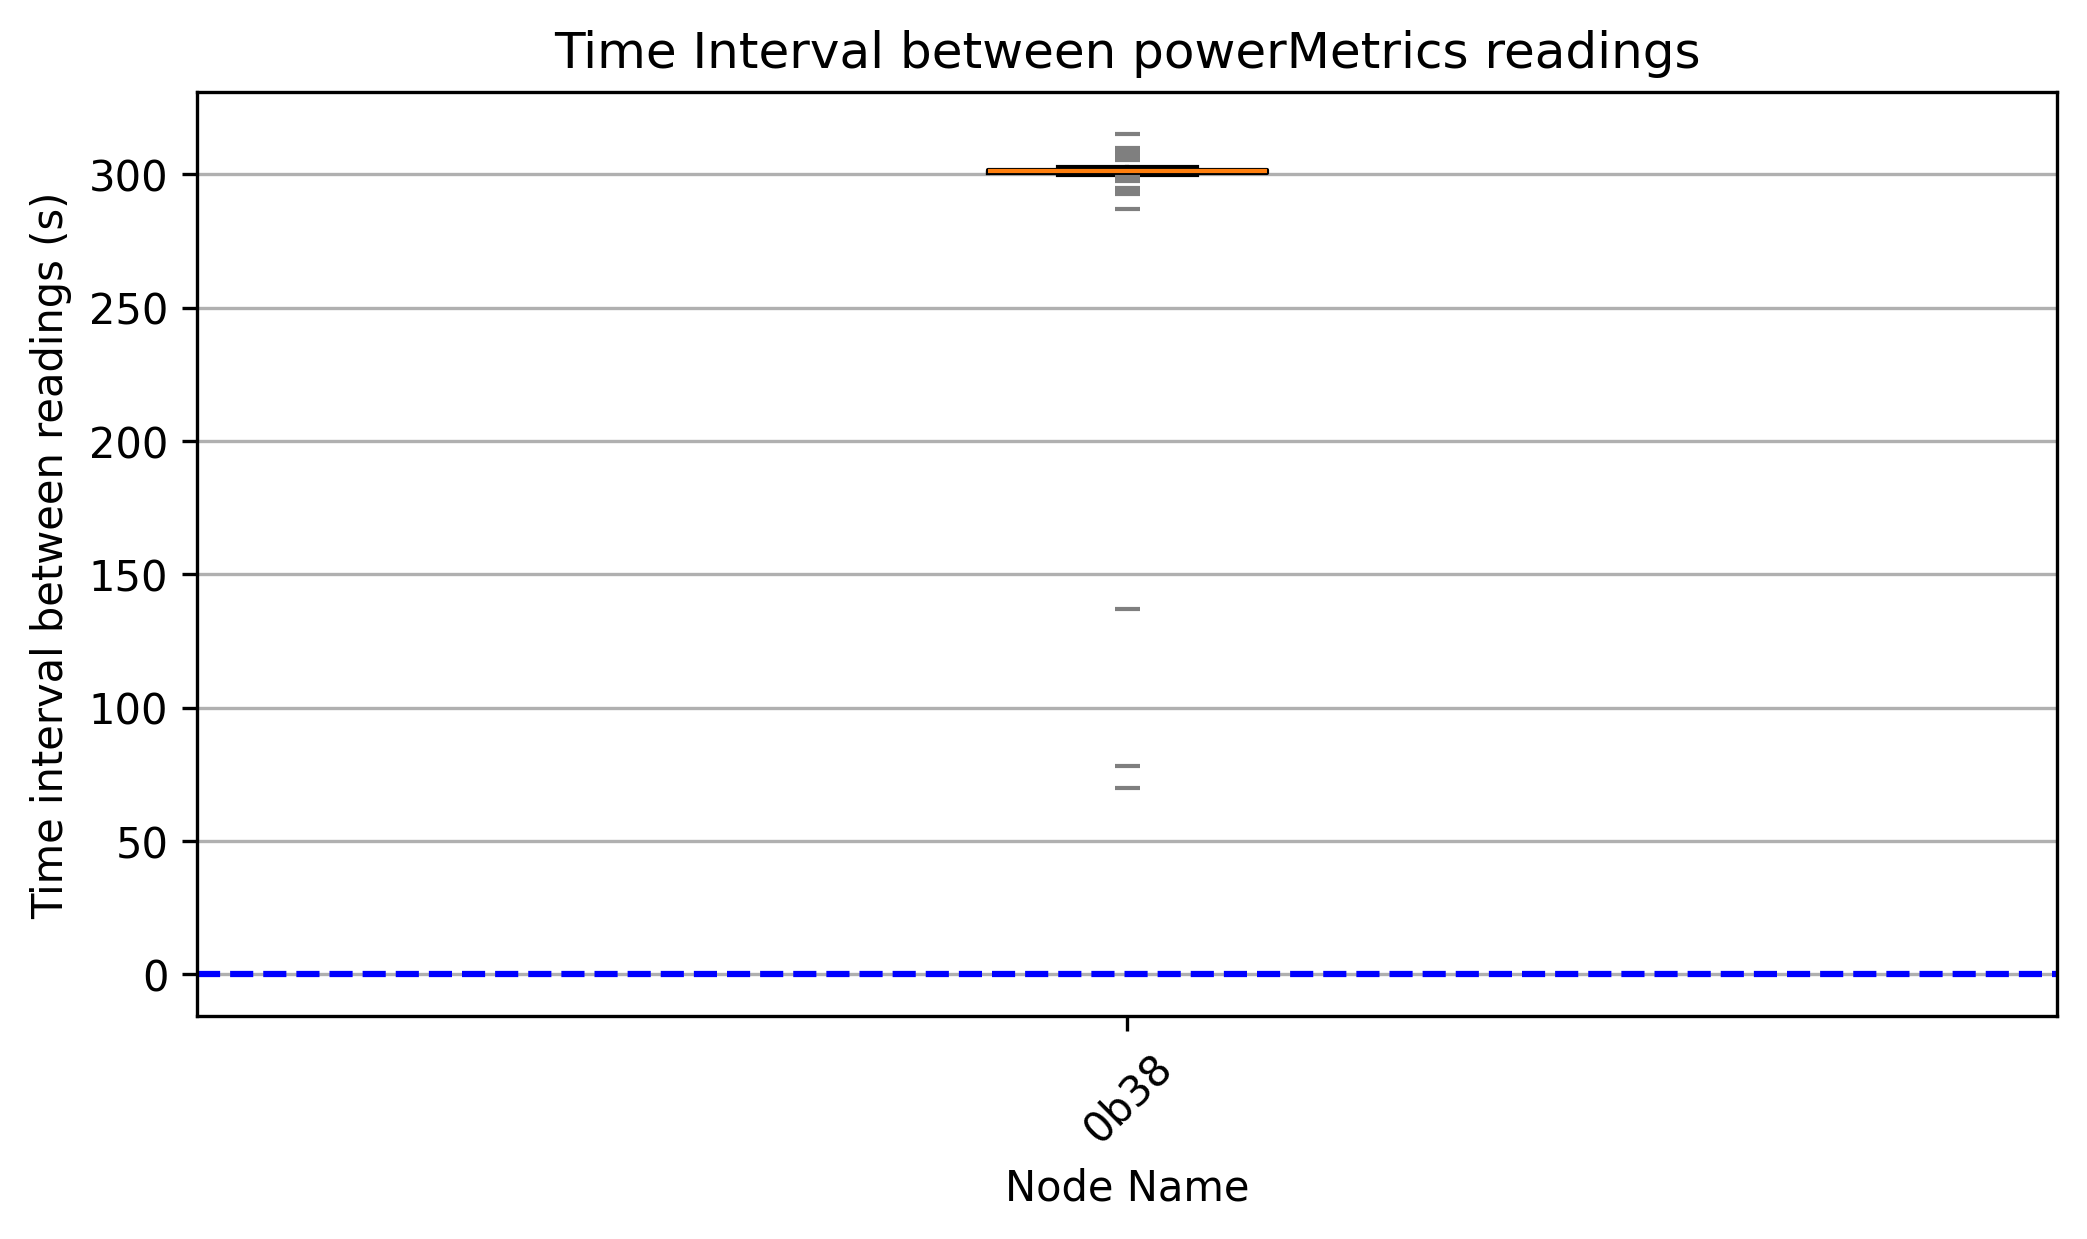 Time Interval between powerMetrics readings
Time interval between readings (s)
300
250
200
150
100
50
0
0b38
Node Name